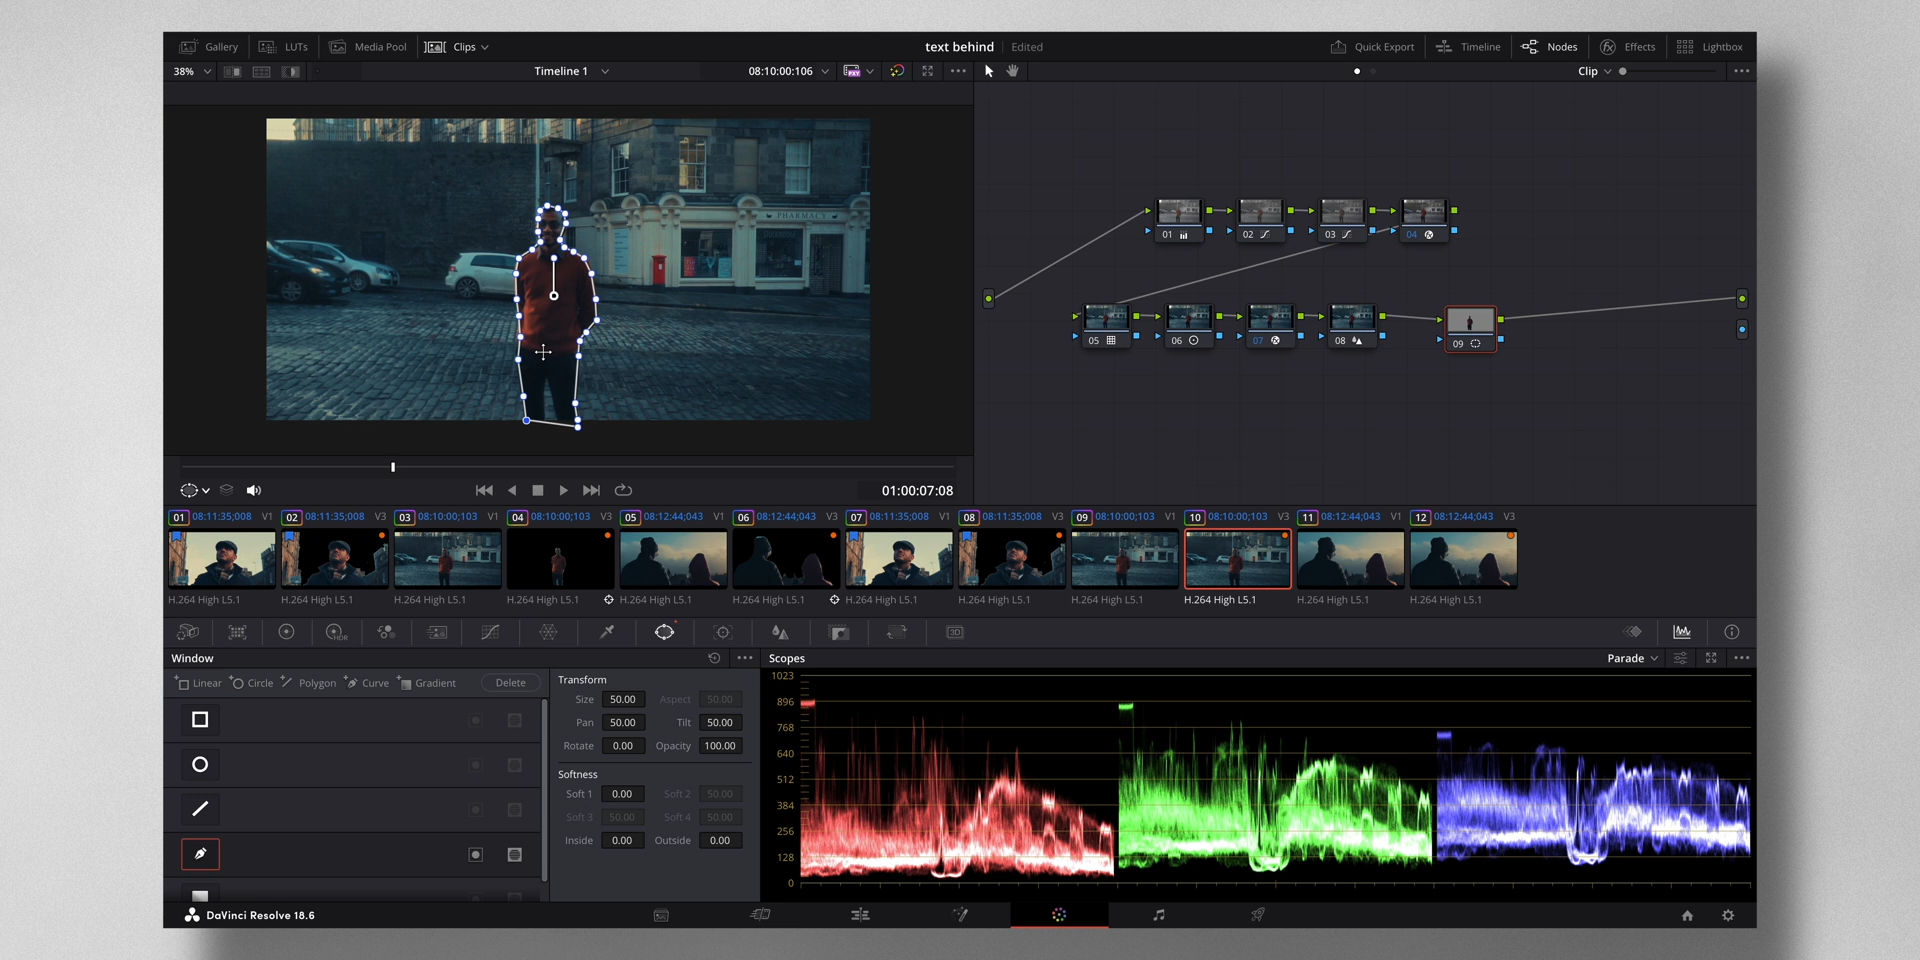 Gallery LUTs Media Pool Clips text behind Edited Quick Export Timeline Nodes Effects Lightbox
38% Timeline 1 08:10:00:106 PXY Clip
PHARMACY
01 02 03 04
05 06 07 08 09
01:00:07:08
01 08:11:35;008 V1 02 08:11:35;008 V3 03 08:10:00;103 V1 04 08:10:00;103 V3 05 08:12:44;043 V1 06 08:12:44;043 V3 07 08:11:35;008 V1 08 08:11:35;008 V3 09 08:10:00;103 V1 10 08:10:00;103 V3 11 08:12:44;043 V1 12 08:12:44;043 V3
H.264 High L5.1 H.264 High L5.1 H.264 High L5.1 H.264 High L5.1 H.264 High L5.1 H.264 High L5.1 H.264 High L5.1 H.264 High L5.1 H.264 High L5.1 H.264 High L5.1 H.264 High L5.1 H.264 High L5.1
HDR 3D
Window Scopes Parade
Linear Circle Polygon Curve Gradient Delete
Transform
Size 50.00 Aspect 50.00
Pan 50.00 Tilt 50.00
Rotate 0.00 Opacity 100.00
Softness
Soft 1 0.00 Soft 2 50.00
Soft 3 50.00 Soft 4 50.00
Inside 0.00 Outside 0.00
1023
896
768
640
512
384
256
128
0
DaVinci Resolve 18.6